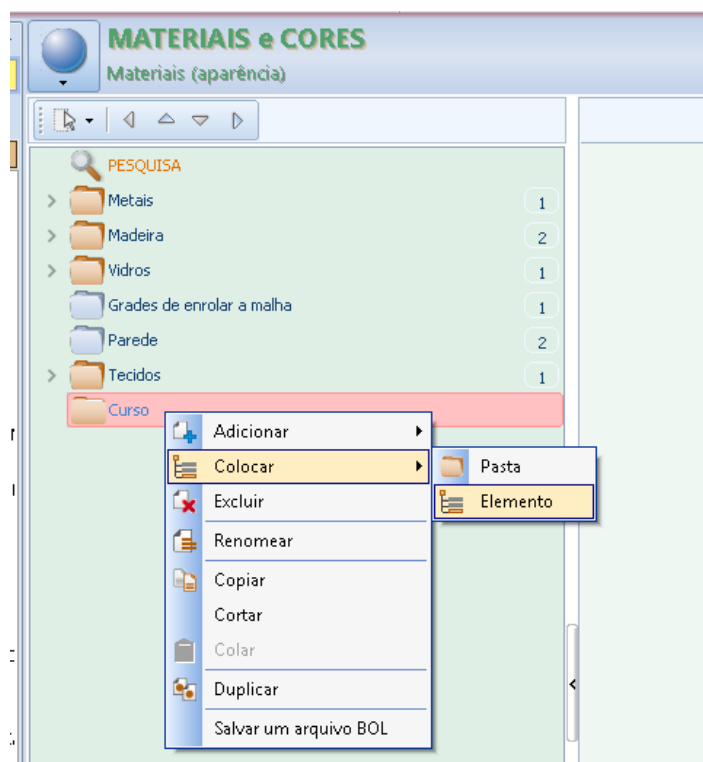 MATERIAIS e CORES
Materiais (aparência)
PESQUISA
Metais 1
Madeira 2
Vidros 1
Grades de enrolar a malha 1
Parede 2
Tecidos 1
Curso
Adicionar
Colocar
Pasta
Elemento
Excluir
Renomear
Copiar
Cortar
Colar
Duplicar
Salvar um arquivo BOL